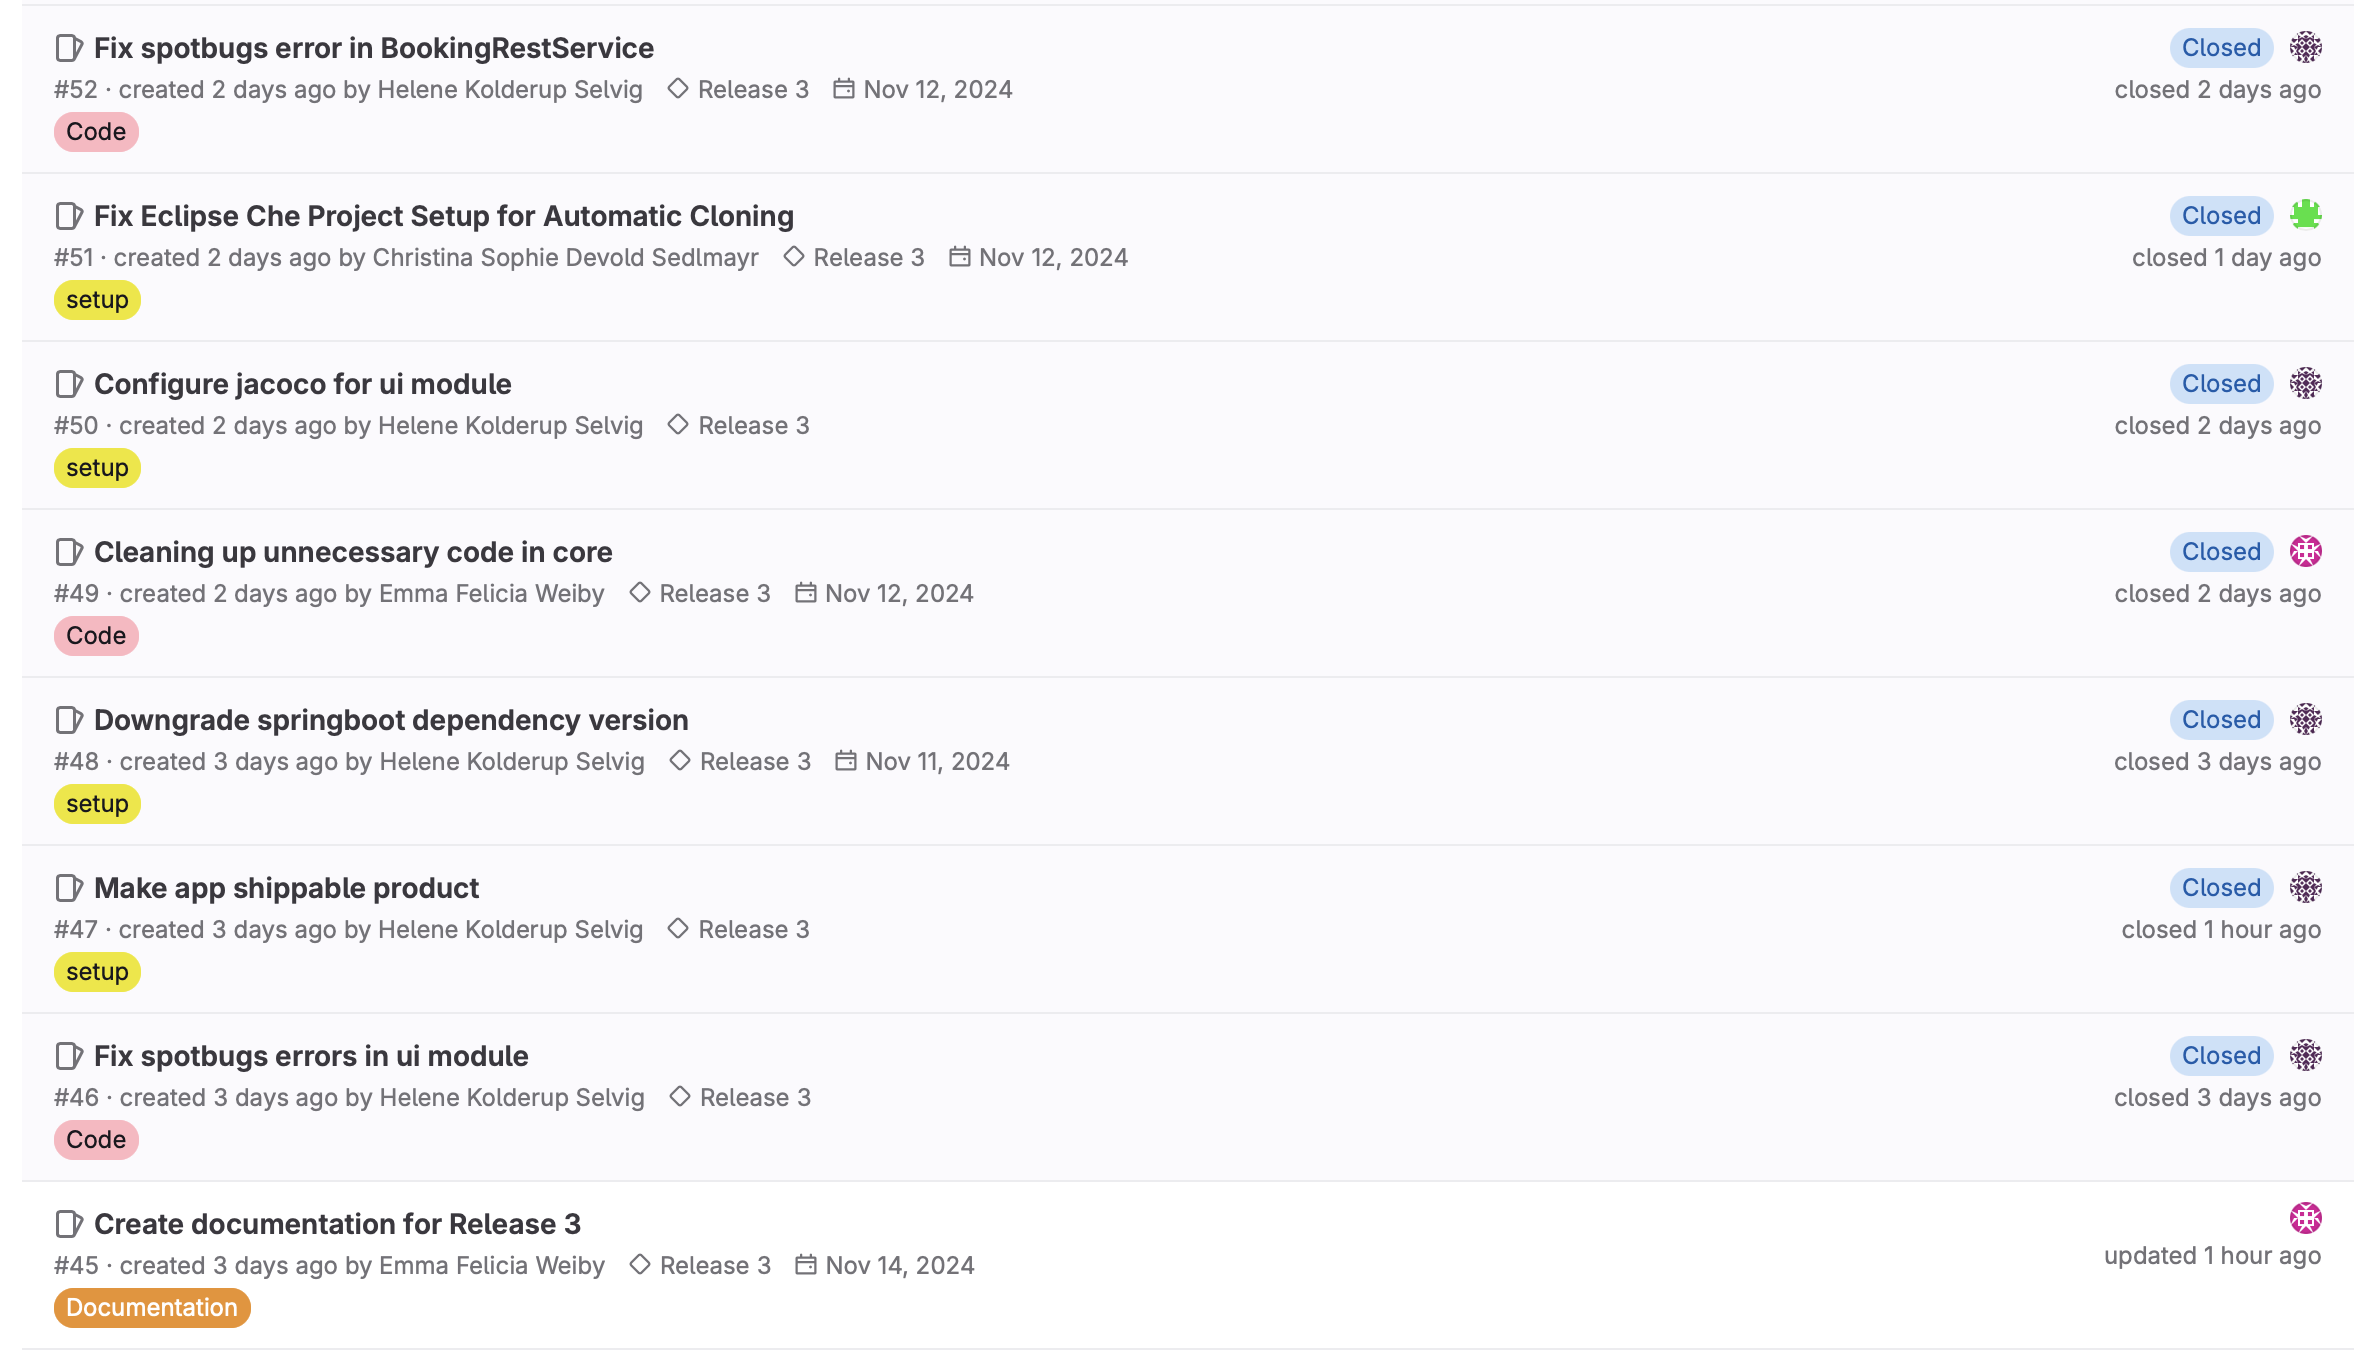 Fix spotbugs error in BookingRestService
Closed
#52 · created 2 days ago by Helene Kolderup Selvig Release 3 Nov 12, 2024
closed 2 days ago
Code
Fix Eclipse Che Project Setup for Automatic Cloning
Closed
#51 · created 2 days ago by Christina Sophie Devold Sedlmayr Release 3 Nov 12, 2024
closed 1 day ago
setup
Configure jacoco for ui module
Closed
#50 · created 2 days ago by Helene Kolderup Selvig Release 3
closed 2 days ago
setup
Cleaning up unnecessary code in core
Closed
#49 · created 2 days ago by Emma Felicia Weiby Release 3 Nov 12, 2024
closed 2 days ago
Code
Downgrade springboot dependency version
Closed
#48 · created 3 days ago by Helene Kolderup Selvig Release 3 Nov 11, 2024
closed 3 days ago
setup
Make app shippable product
Closed
#47 · created 3 days ago by Helene Kolderup Selvig Release 3
closed 1 hour ago
setup
Fix spotbugs errors in ui module
Closed
#46 · created 3 days ago by Helene Kolderup Selvig Release 3
closed 3 days ago
Code
Create documentation for Release 3
#45 · created 3 days ago by Emma Felicia Weiby Release 3 Nov 14, 2024
updated 1 hour ago
Documentation